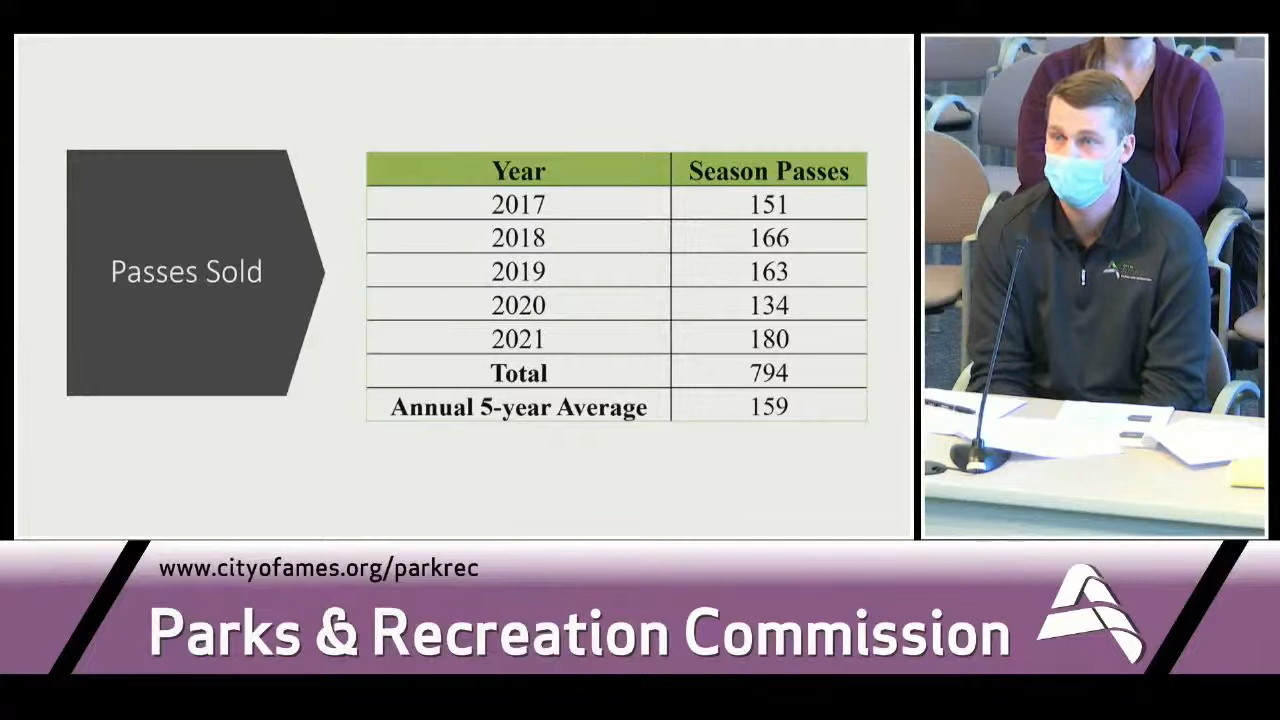 Passes Sold
Year Season Passes
2017 151
2018 166
2019 163
2020 134
2021 180
Total 794
Annual 5-year Average 159
www.cityofames.org/parkrec
Parks & Recreation Commission